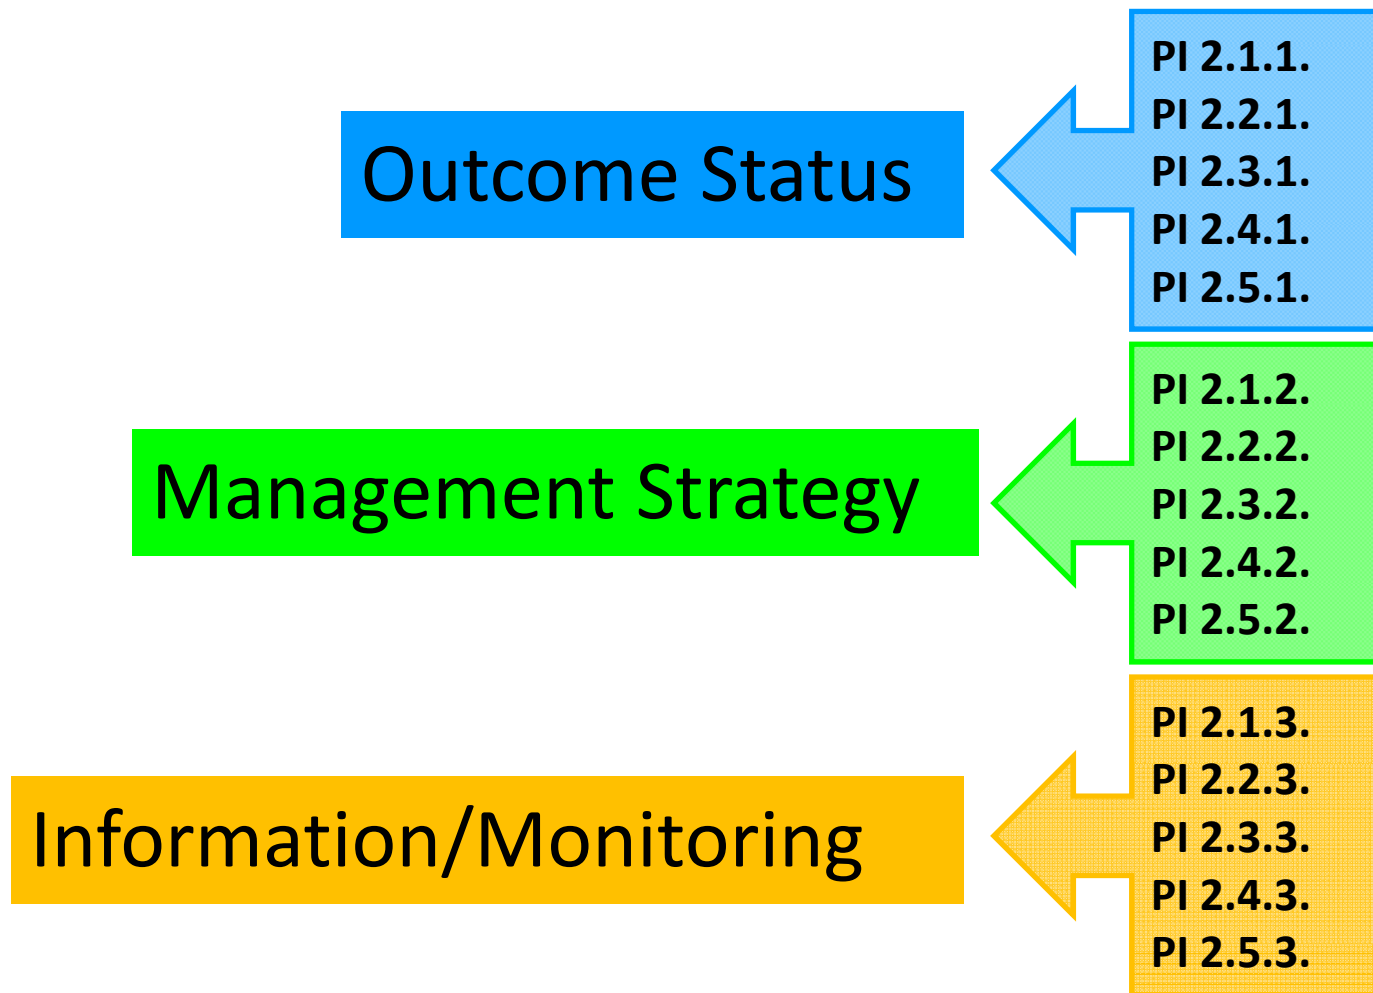 Outcome Status
PI 2.1.1.
PI 2.2.1.
PI 2.3.1.
PI 2.4.1.
PI 2.5.1.
Management Strategy
PI 2.1.2.
PI 2.2.2.
PI 2.3.2.
PI 2.4.2.
PI 2.5.2.
Information/Monitoring
PI 2.1.3.
PI 2.2.3.
PI 2.3.3.
PI 2.4.3.
PI 2.5.3.